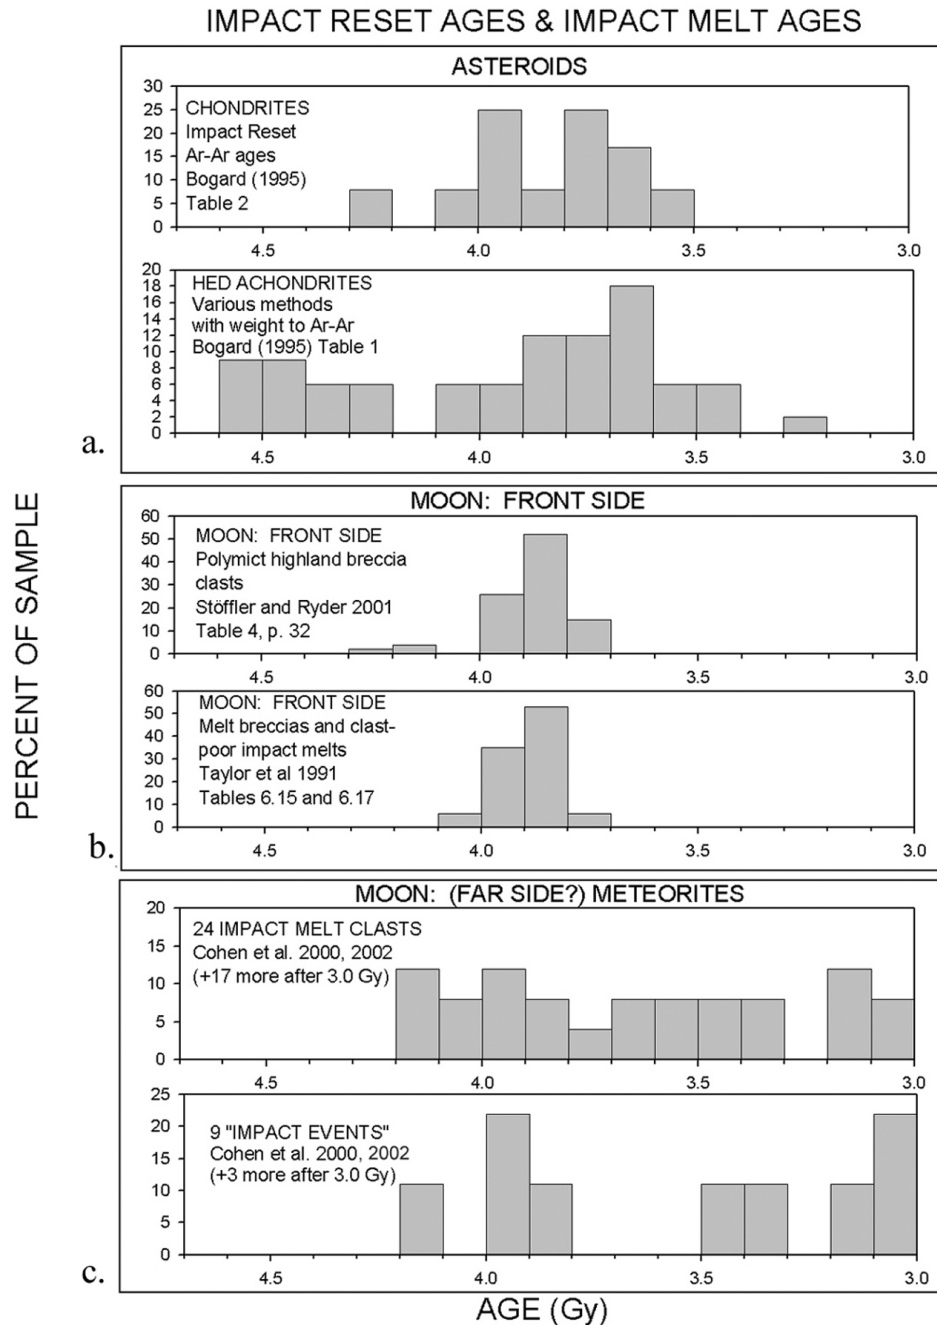 IMPACT RESET AGES & IMPACT MELT AGES
ASTEROIDS
30
25
20
15
10
5
0
CHONDRITES
Impact Reset
Ar-Ar ages
Bogard (1995)
Table 2
4.5 4.0 3.5 3.0
20
18
16
14
12
10
8
6
4
2
0
HED ACHONDRITES
Various methods
with weight to Ar-Ar
Bogard (1995) Table 1
4.5 4.0 3.5 3.0
a.
PERCENT OF SAMPLE
MOON: FRONT SIDE
60
50
40
30
20
10
0
MOON: FRONT SIDE
Polymict highland breccia
clasts
Stöffler and Ryder 2001
Table 4, p. 32
4.5 4.0 3.5 3.0
60
50
40
30
20
10
0
MOON: FRONT SIDE
Melt breccias and clast-
poor impact melts
Taylor et al 1991
Tables 6.15 and 6.17
4.5 4.0 3.5 3.0
b.
MOON: (FAR SIDE?) METEORITES
20
15
10
5
0
24 IMPACT MELT CLASTS
Cohen et al. 2000, 2002
(+17 more after 3.0 Gy)
4.5 4.0 3.5 3.0
25
20
15
10
5
0
9 "IMPACT EVENTS"
Cohen et al. 2000, 2002
(+3 more after 3.0 Gy)
4.5 4.0 3.5 3.0
c.
AGE (Gy)